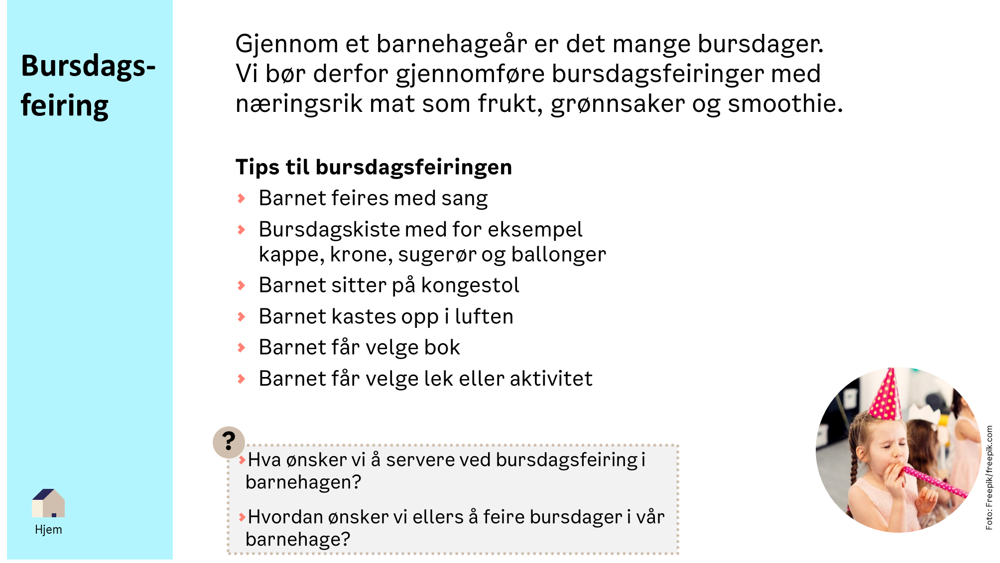 Bursdags-
feiring
Gjennom et barnehageår er det mange bursdager.
Vi bør derfor gjennomføre bursdagsfeiringer med
næringsrik mat som frukt, grønnsaker og smoothie.
Tips til bursdagsfeiringen
Barnet feires med sang
Bursdagskiste med for eksempel
kappe, krone, sugerør og ballonger
Barnet sitter på kongestol
Barnet kastes opp i luften
Barnet får velge bok
Barnet får velge lek eller aktivitet
?
Hva ønsker vi å servere ved bursdagsfeiring i
barnehagen?
Hvordan ønsker vi ellers å feire bursdager i vår
barnehage?
Hjem
Foto: Freepik/freepik.com